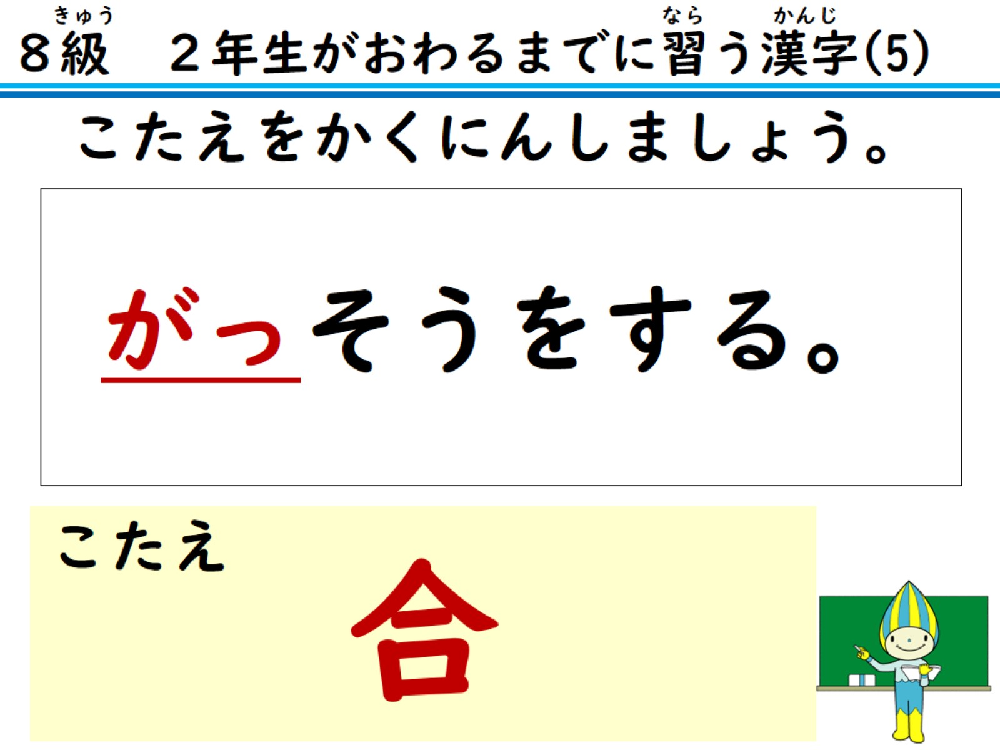 きゅう なら かんじ
８級　２年生がおわるまでに習う漢字(5)
こたえをかくにんしましょう。
がっそうをする。
こたえ
合